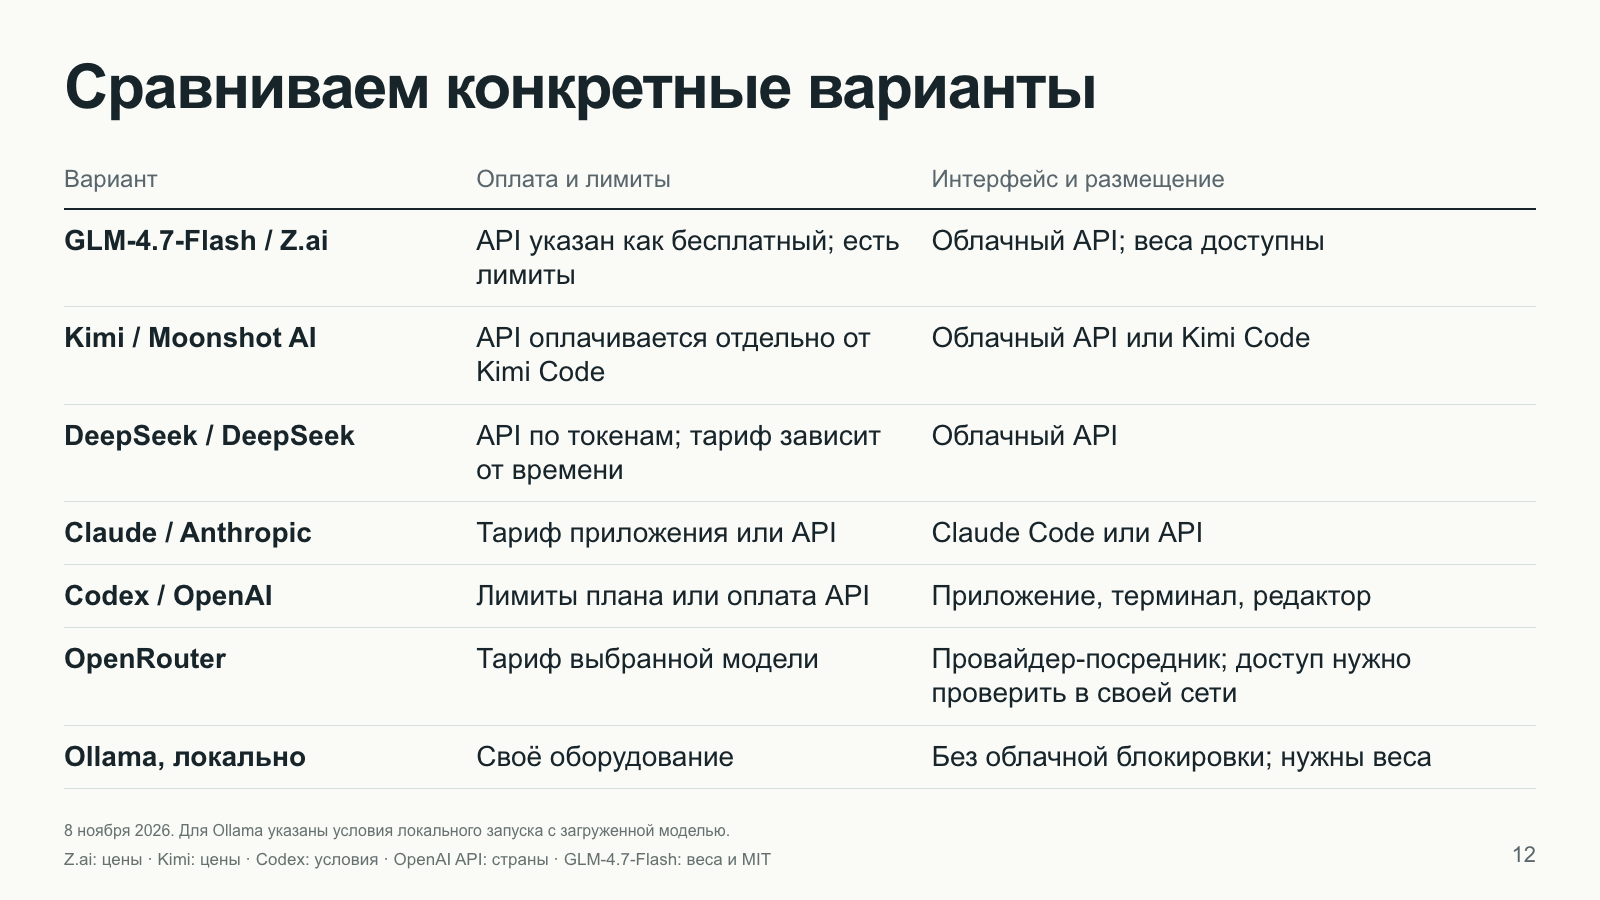 Сравниваем конкретные варианты
Вариант
Оплата и лимиты
Интерфейс и размещение
GLM-4.7-Flash / Z.ai
API указан как бесплатный; есть
лимиты
Облачный API; веса доступны
Kimi / Moonshot AI
API оплачивается отдельно от
Kimi Code
Облачный API или Kimi Code
DeepSeek / DeepSeek
API по токенам; тариф зависит
от времени
Облачный API
Claude / Anthropic
Тариф приложения или API
Claude Code или API
Codex / OpenAI
Лимиты плана или оплата API
Приложение, терминал, редактор
OpenRouter
Тариф выбранной модели
Провайдер-посредник; доступ нужно
проверить в своей сети
Ollama, локально
Своё оборудование
Без облачной блокировки; нужны веса
8 ноября 2026. Для Ollama указаны условия локального запуска с загруженной моделью.
Z.ai: цены · Kimi: цены · Codex: условия · OpenAI API: страны · GLM-4.7-Flash: веса и MIT
12